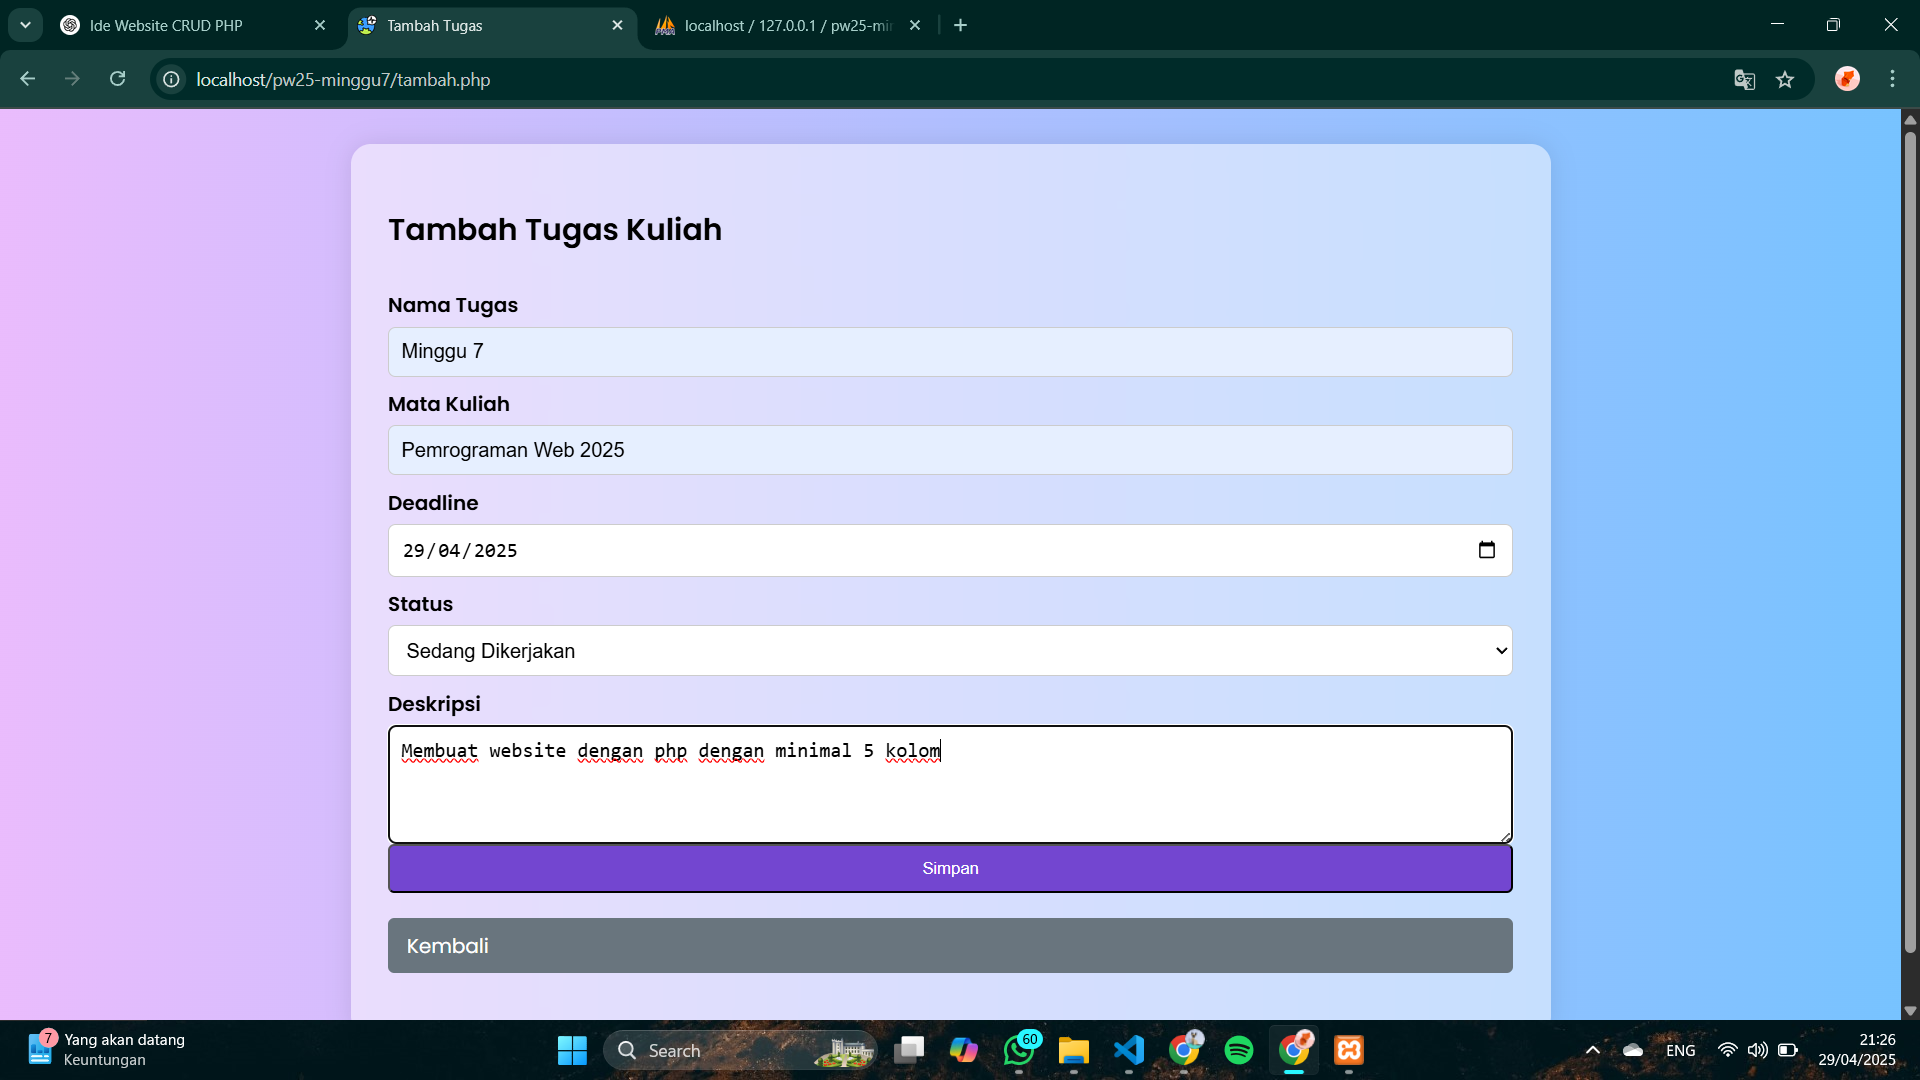 Ide Website CRUD PHP
Tambah Tugas
localhost / 127.0.0.1 / pw25-min
localhost/pw25-minggu7/tambah.php
Tambah Tugas Kuliah
Nama Tugas
Minggu 7
Mata Kuliah
Pemrograman Web 2025
Deadline
29/04/2025
Status
Sedang Dikerjakan
Deskripsi
Membuat website dengan php dengan minimal 5 kolom
Simpan
Kembali
7
Yang akan datang
Keuntungan
Search
60
ENG
21:26
29/04/2025